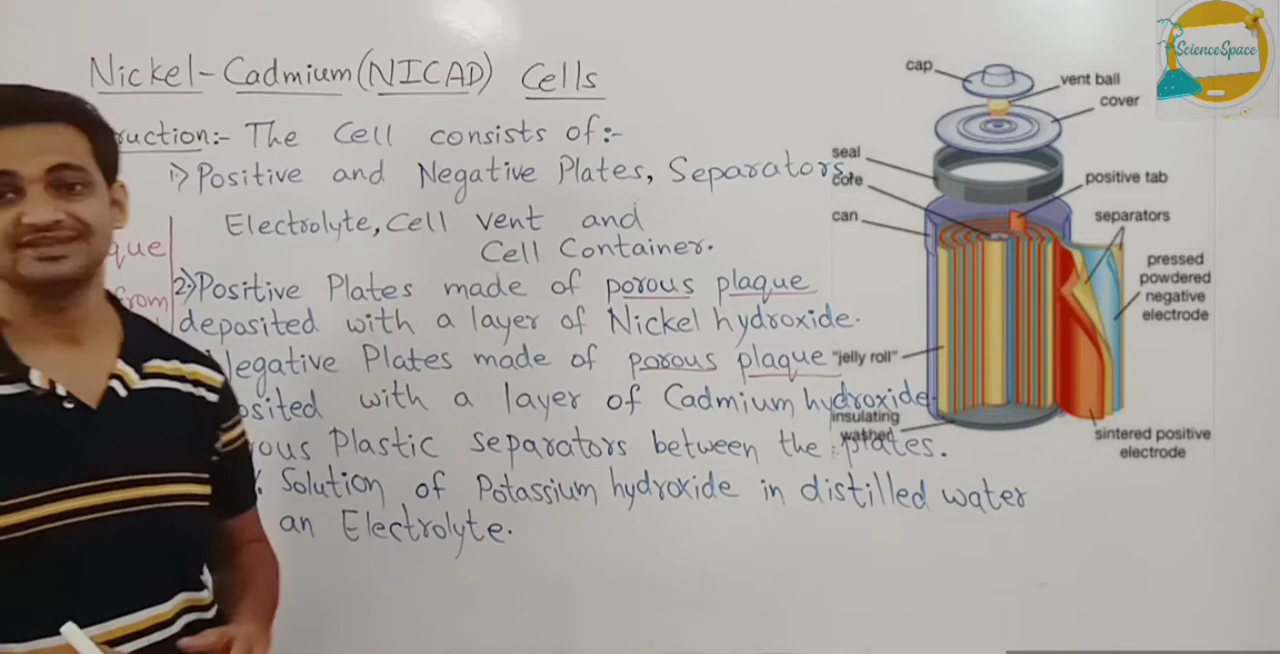 Nickel-Cadmium (NICAD) Cells
ruction:- The Cell consists of:-
1) Positive and Negative Plates, Separators,
Electrolyte, Cell vent and
Cell Container.
que
from
2) Positive Plates made of porous plaque
deposited with a layer of Nickel hydroxide.
Negative Plates made of porous plaque
osited with a layer of Cadmium hydroxide.
rous Plastic separators between the plates.
% Solution of Potassium hydroxide in distilled water
an Electrolyte.
cap
vent ball
cover
seal
core
can
positive tab
separators
pressed
powdered
negative
electrode
"jelly roll"
insulating
washed
sintered positive
electrode
ScienceSpace